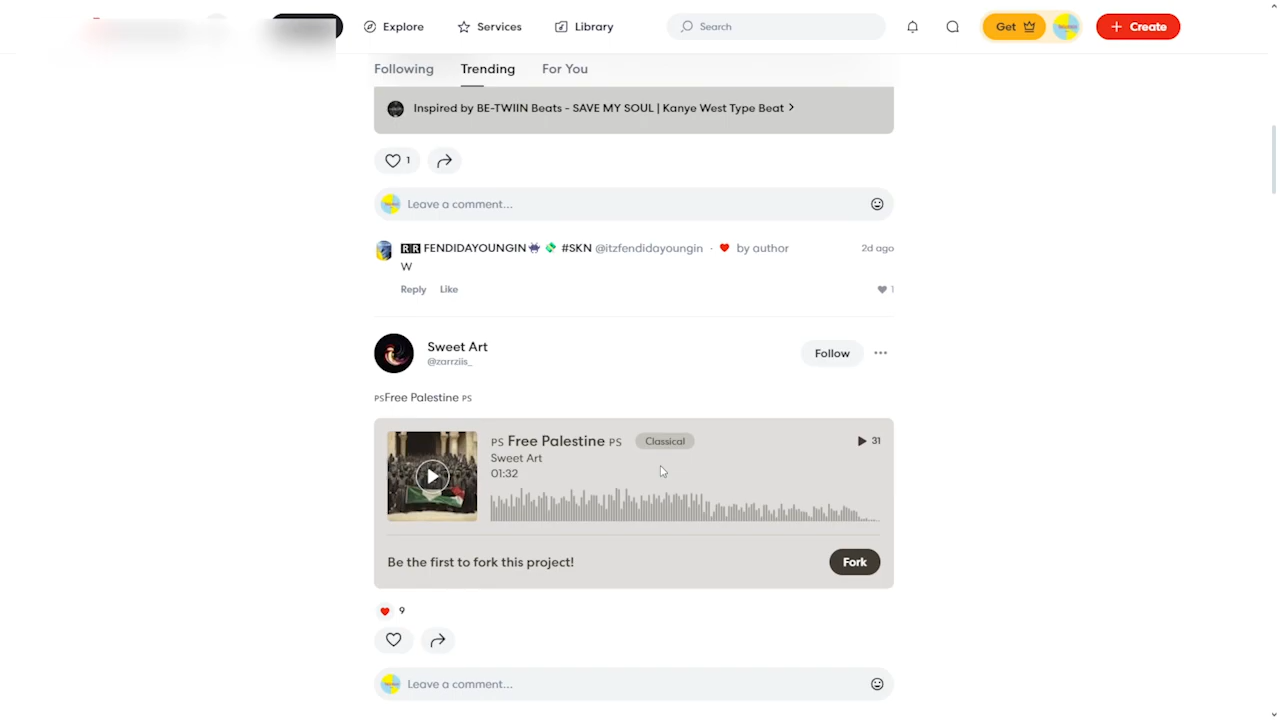 Explore
Services
Library
Search
Get
Create
Following
Trending
For You
Inspired by BE-TWIIN Beats - SAVE MY SOUL | Kanye West Type Beat
1
Leave a comment...
RR FENDIDAYOUNGIN #SKN @itzfendidayoungin · by author
2d ago
W
Reply
Like
1
Sweet Art
@zarrziis_
Follow
PSFree Palestine PS
PS Free Palestine PS
Classical
31
Sweet Art
01:32
Be the first to fork this project!
Fork
9
Leave a comment...